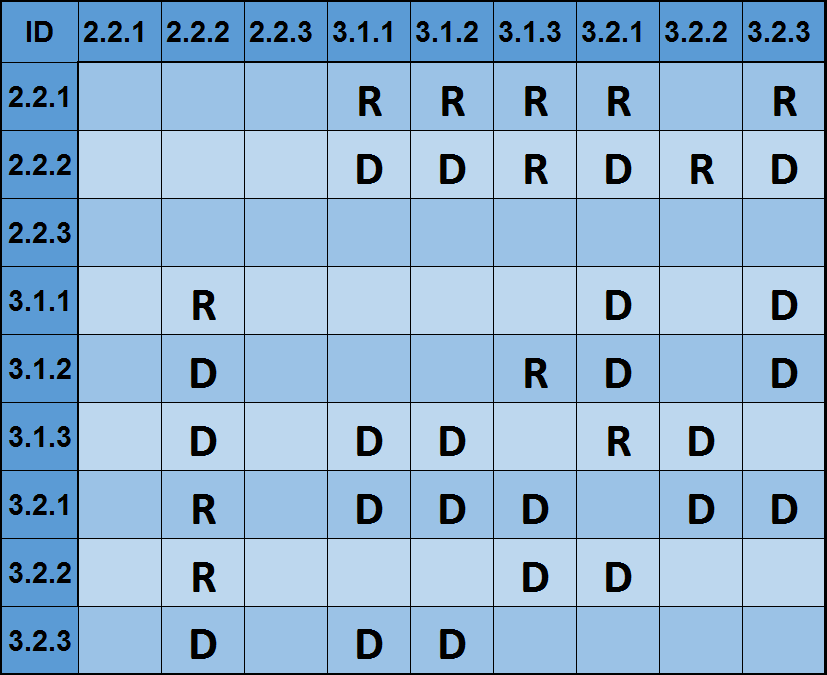 ID 2.2.1 2.2.2 2.2.3 3.1.1 3.1.2 3.1.3 3.2.1 3.2.2 3.2.3
2.2.1 R R R R R
2.2.2 D D R D R D
2.2.3
3.1.1 R D D
3.1.2 D R D D
3.1.3 D D D R D
3.2.1 R D D D D D
3.2.2 R D D
3.2.3 D D D